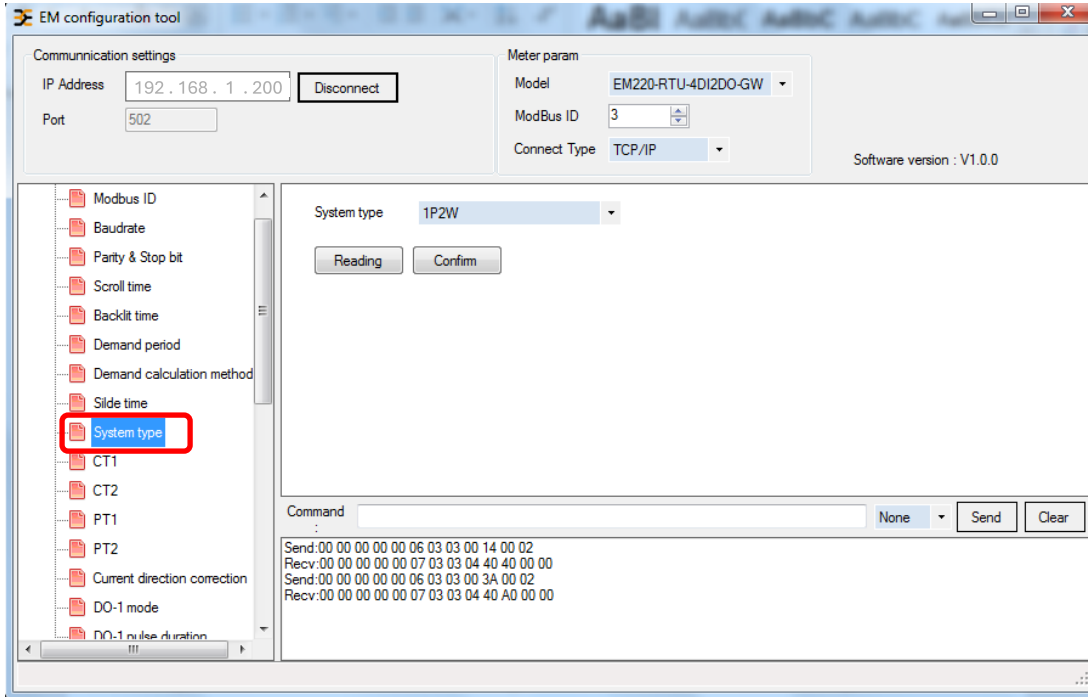 EM configuration tool
Communnication settings
IP Address 192.168.1.200 Disconnect
Port 502
Meter param
Model EM220-RTU-4DI2DO-GW
ModBus ID 3
Connect Type TCP/IP
Software version : V1.0.0
Modbus ID
Baudrate
Parity & Stop bit
Scroll time
Backlit time
Demand period
Demand calculation method
Silde time
System type
CT1
CT2
PT1
PT2
Current direction correction
DO-1 mode
DO-1 pulse duration
System type 1P2W
Reading Confirm
Command : None Send Clear
Send:00 00 00 00 00 06 03 03 00 14 00 02
Recv:00 00 00 00 00 07 03 03 04 40 40 00 00
Send:00 00 00 00 00 06 03 03 00 3A 00 02
Recv:00 00 00 00 00 07 03 03 04 40 A0 00 00